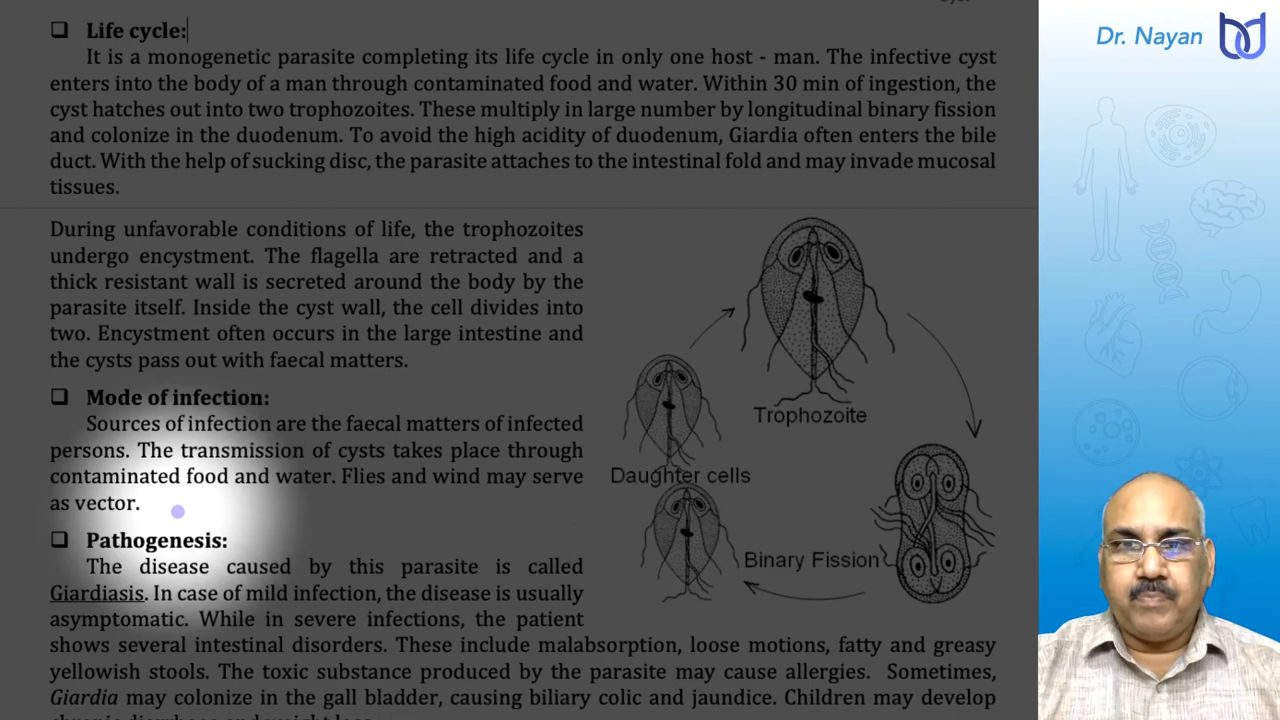 Life cycle:
It is a monogenetic parasite completing its life cycle in only one host - man. The infective cyst
enters into the body of a man through contaminated food and water. Within 30 min of ingestion, the
cyst hatches out into two trophozoites. These multiply in large number by longitudinal binary fission
and colonize in the duodenum. To avoid the high acidity of duodenum, Giardia often enters the bile
duct. With the help of sucking disc, the parasite attaches to the intestinal fold and may invade mucosal
tissues.
During unfavorable conditions of life, the trophozoites
undergo encystment. The flagella are retracted and a
thick resistant wall is secreted around the body by the
parasite itself. Inside the cyst wall, the cell divides into
two. Encystment often occurs in the large intestine and
the cysts pass out with faecal matters.
Mode of infection:
Sources of infection are the faecal matters of infected
persons. The transmission of cysts takes place through
contaminated food and water. Flies and wind may serve
as vector.
Pathogenesis:
The disease caused by this parasite is called
Giardiasis. In case of mild infection, the disease is usually
asymptomatic. While in severe infections, the patient
shows several intestinal disorders. These include malabsorption, loose motions, fatty and greasy
yellowish stools. The toxic substance produced by the parasite may cause allergies. Sometimes,
Giardia may colonize in the gall bladder, causing biliary colic and jaundice. Children may develop
Trophozoite
Daughter cells
Binary Fission
Dr. Nayan